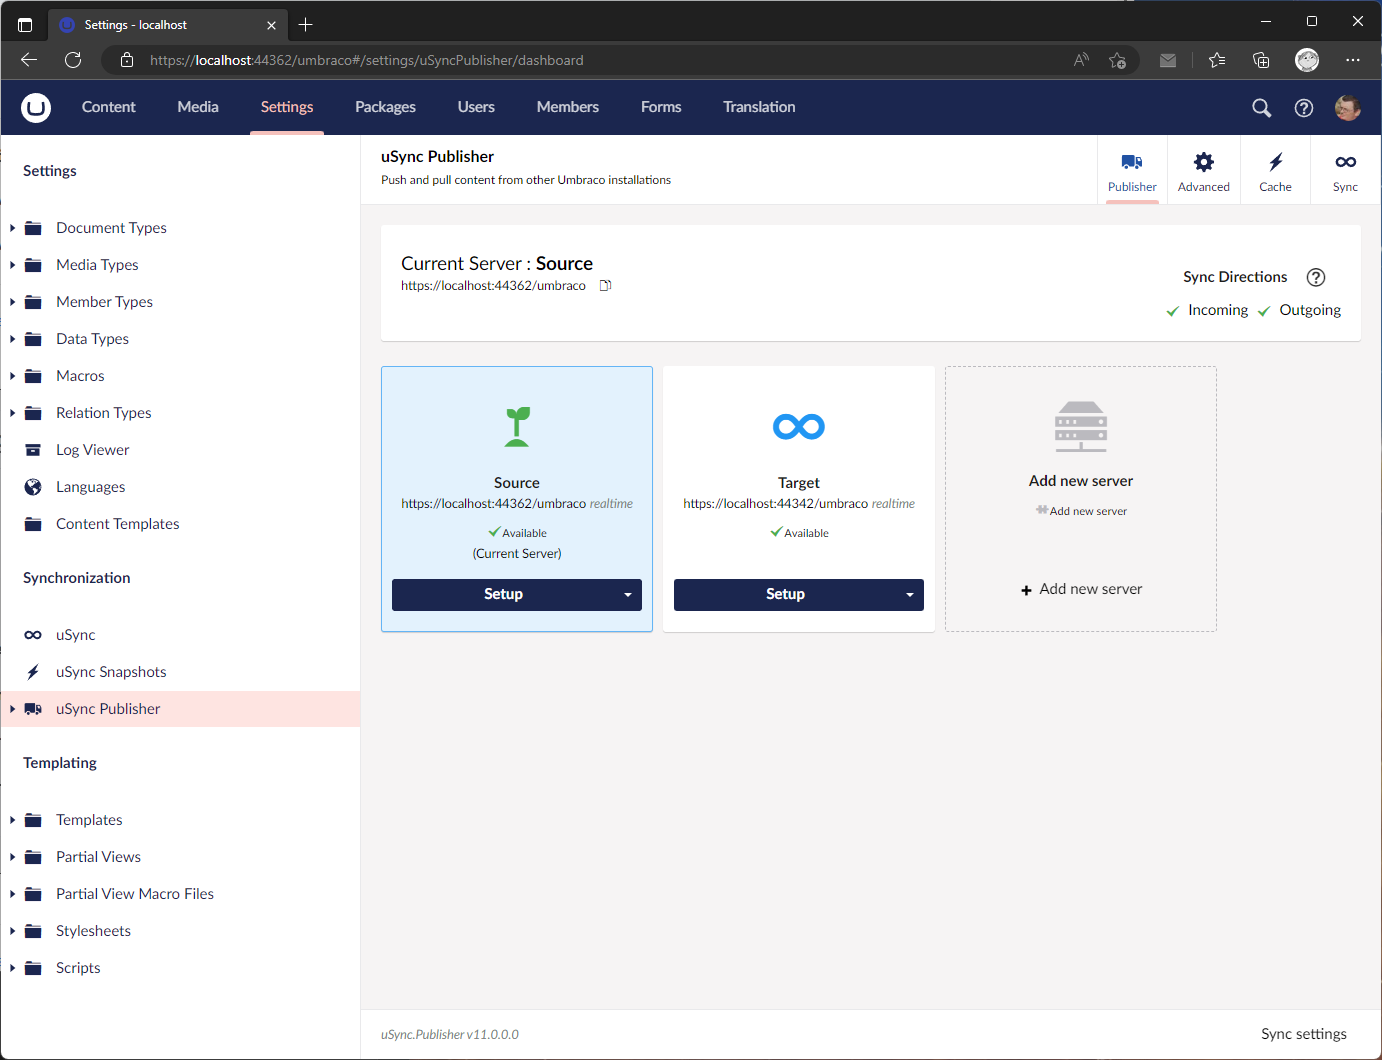 Settings - localhost
https://localhost:44362/umbraco#/settings/uSyncPublisher/dashboard
Content Media Settings Packages Users Members Forms Translation
Settings
Document Types
Media Types
Member Types
Data Types
Macros
Relation Types
Log Viewer
Languages
Content Templates
Synchronization
uSync
uSync Snapshots
uSync Publisher
Templating
Templates
Partial Views
Partial View Macro Files
Stylesheets
Scripts
uSync Publisher
Push and pull content from other Umbraco installations
Publisher Advanced Cache Sync
Current Server : Source
https://localhost:44362/umbraco
Sync Directions
Incoming Outgoing
Source
https://localhost:44362/umbraco realtime
Available
(Current Server)
Setup
Target
https://localhost:44342/umbraco realtime
Available
Setup
Add new server
Add new server
Add new server
uSync.Publisher v11.0.0.0
Sync settings